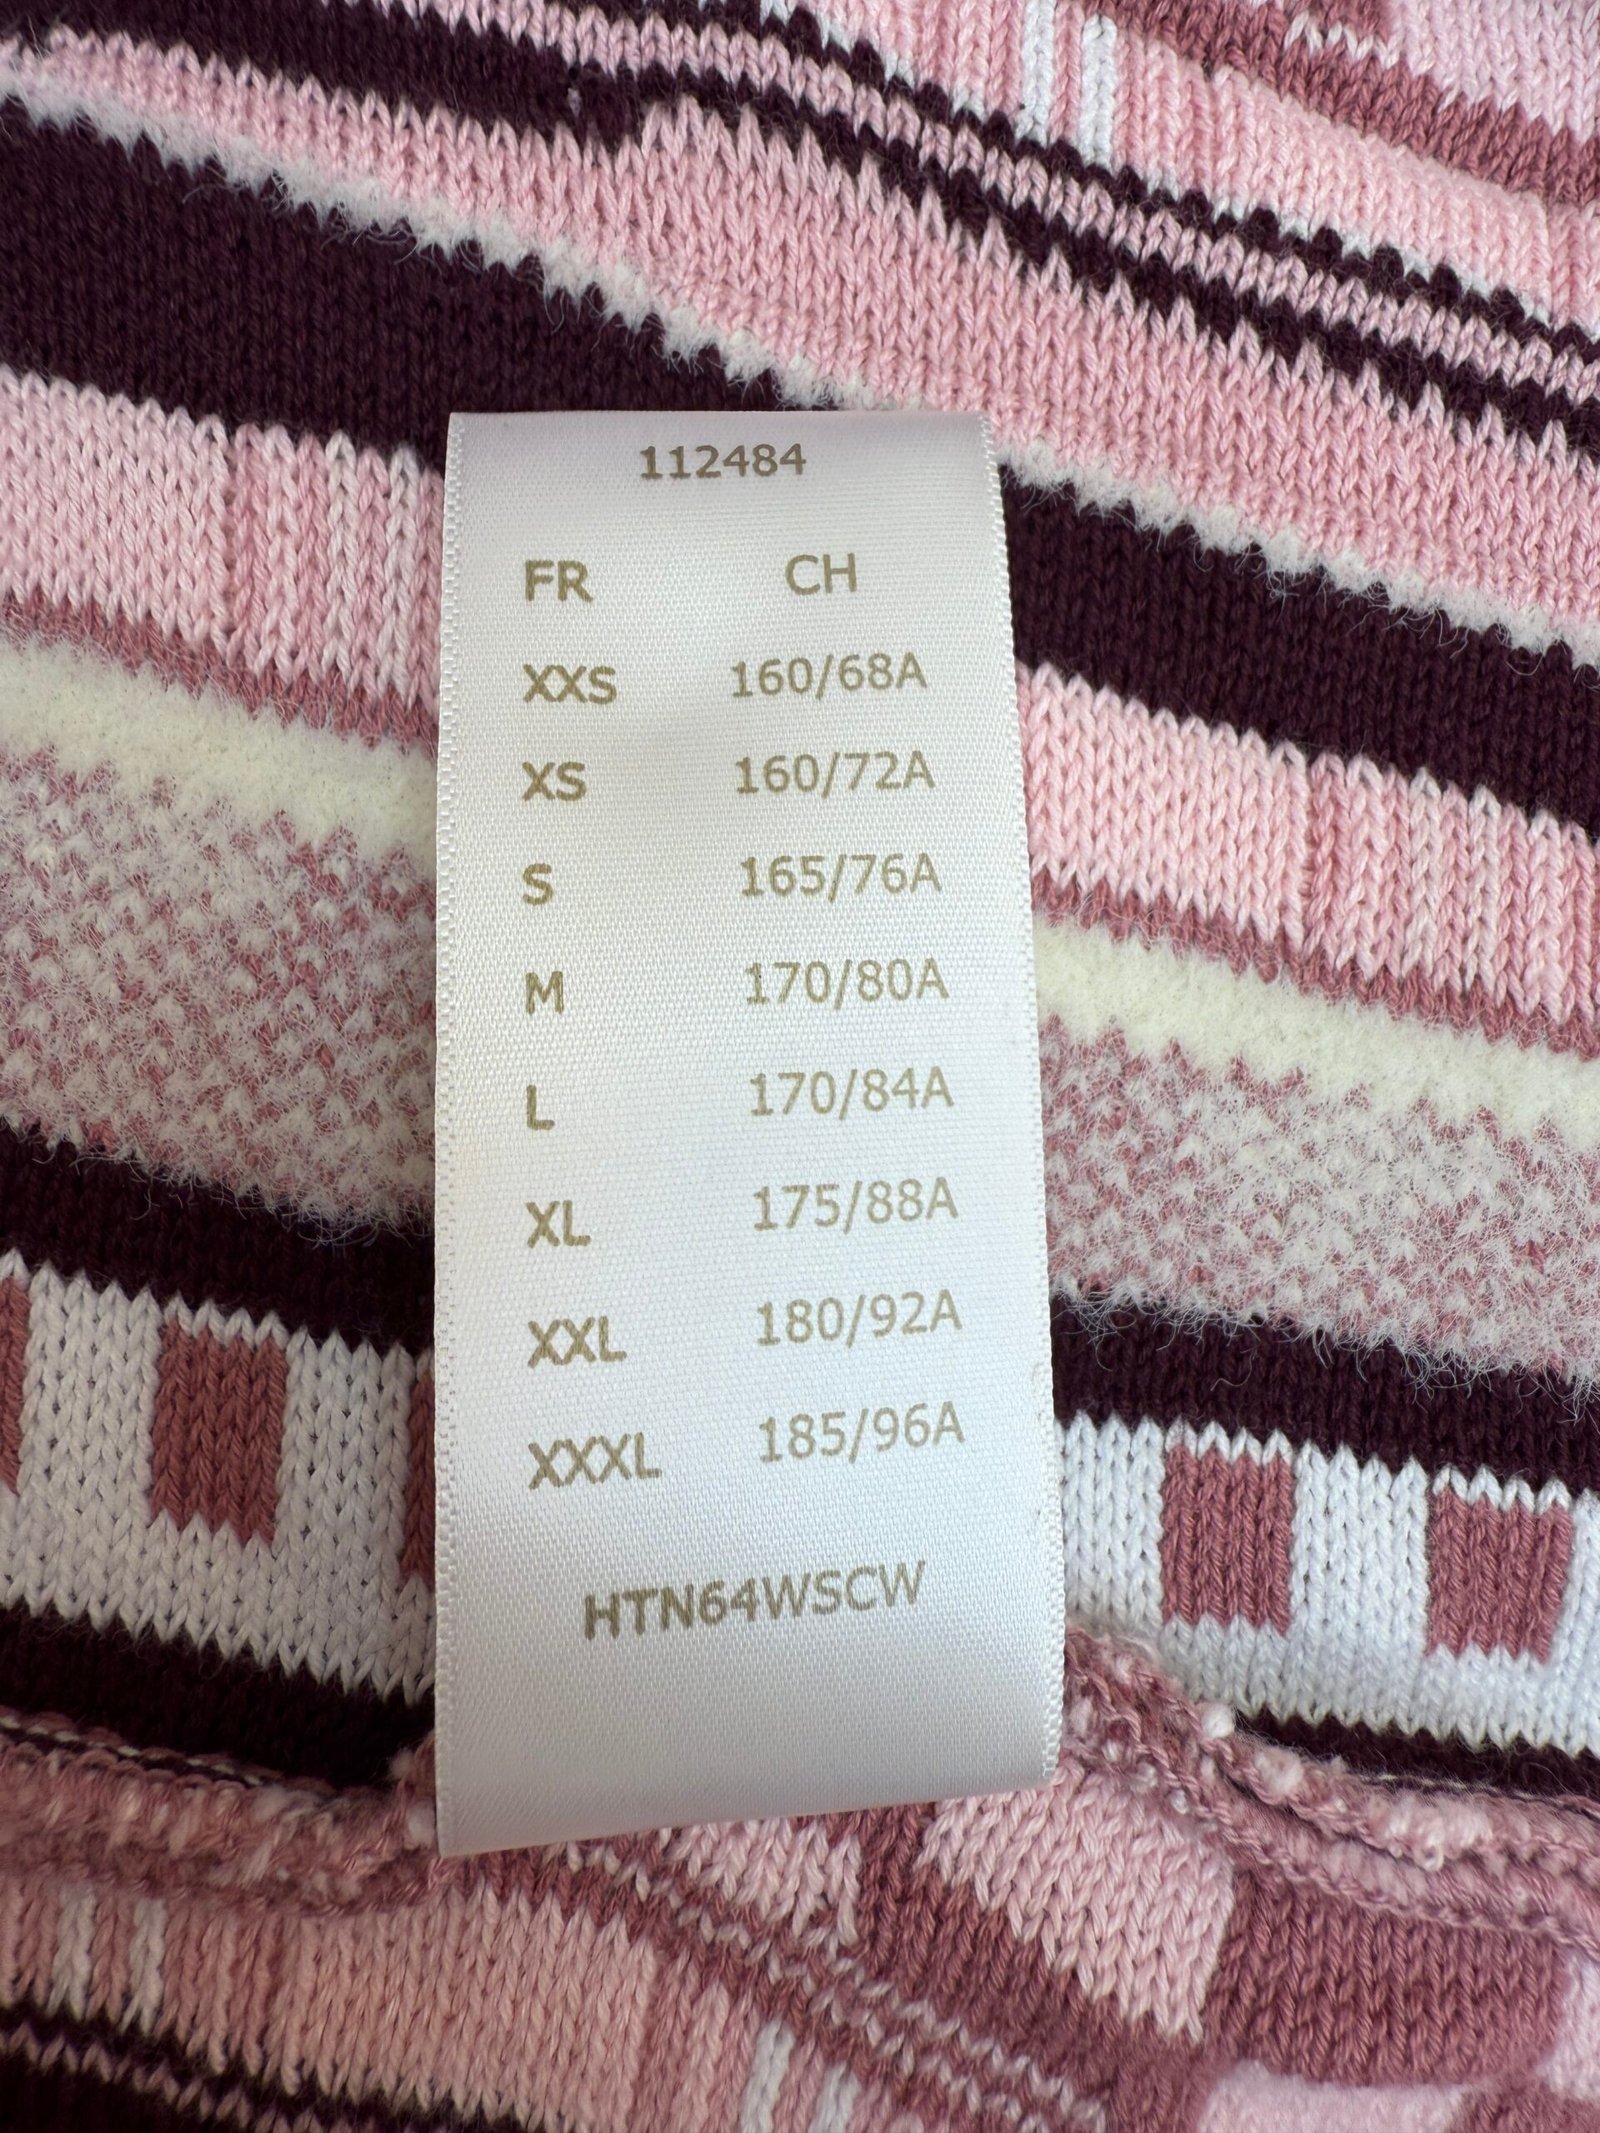 112484
FR CH
XXS 160/68A
XS 160/72A
S 165/76A
M 170/80A
L 170/84A
XL 175/88A
XXL 180/92A
XXXL 185/96A
HTN64WSCW